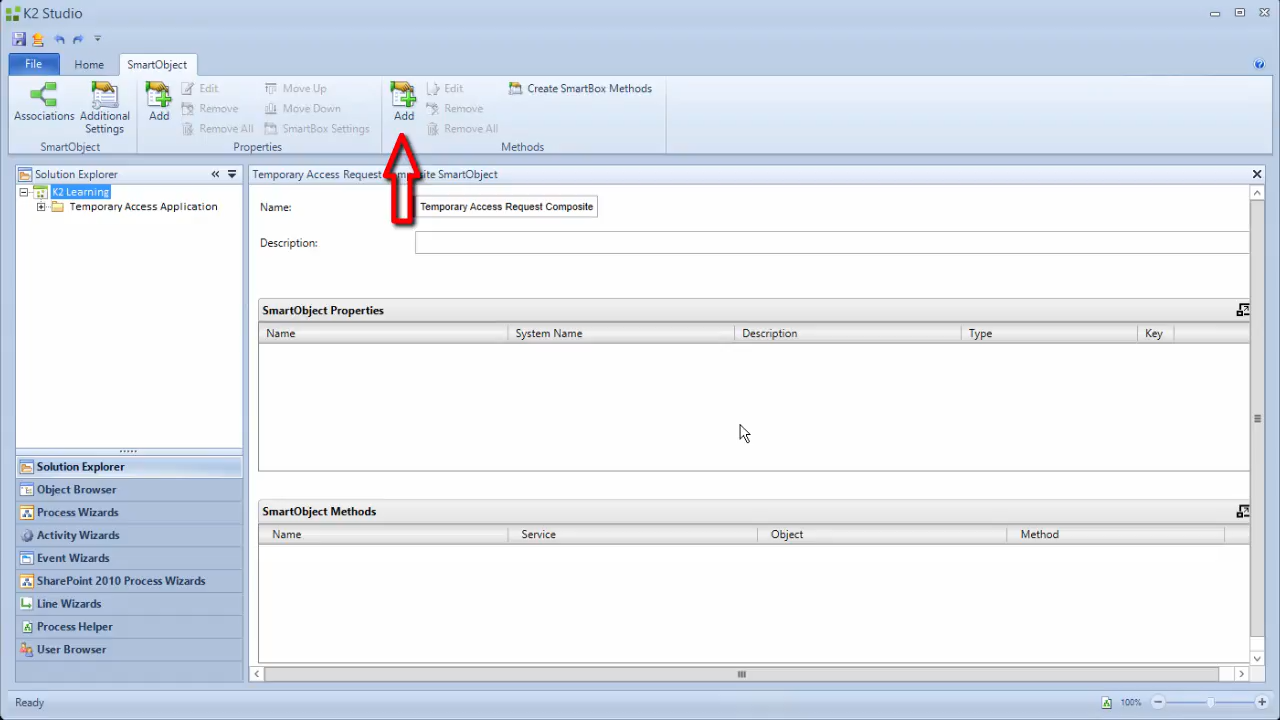 K2 Studio
File
Home
SmartObject
Associations
Additional
Settings
SmartObject
Add
Edit
Remove
Remove All
Move Up
Move Down
SmartBox Settings
Properties
Add
Edit
Remove
Remove All
Create SmartBox Methods
Methods
Solution Explorer
K2 Learning
Temporary Access Application
Solution Explorer
Object Browser
Process Wizards
Activity Wizards
Event Wizards
SharePoint 2010 Process Wizards
Line Wizards
Process Helper
User Browser
Temporary Access Request site SmartObject
Name: Temporary Access Request Composite
Description:
SmartObject Properties
Name System Name Description Type Key
SmartObject Methods
Name Service Object Method
Ready
100%